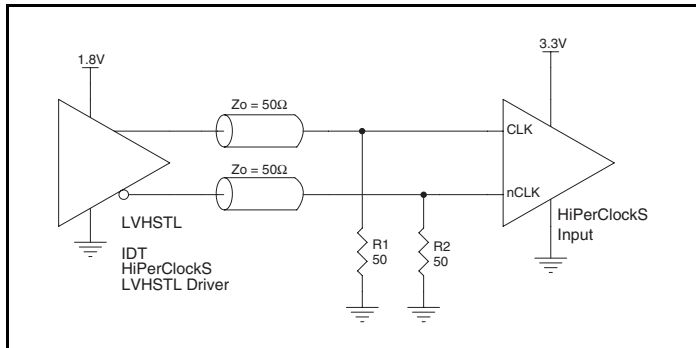 1.8V
3.3V
Zo = 50Ω
CLK
Zo = 50Ω
nCLK
LVHSTL
IDT
HiPerClockS
LVHSTL Driver
R1
50
R2
50
HiPerClockS
Input